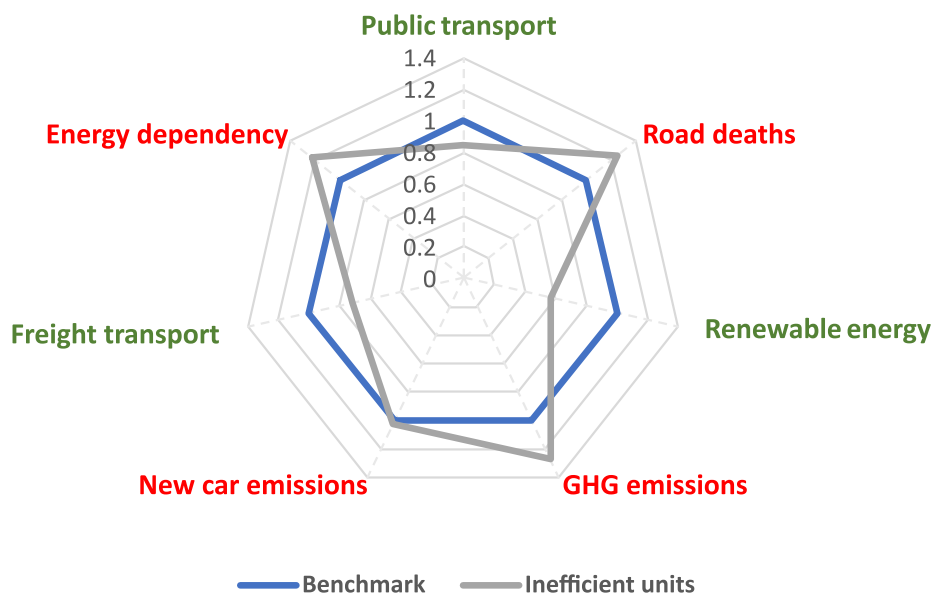 Public transport
1.4
1.2
1
0.8
0.6
0.4
0.2
0
Energy dependency
Road deaths
Freight transport
Renewable energy
New car emissions
GHG emissions
Benchmark
Inefficient units